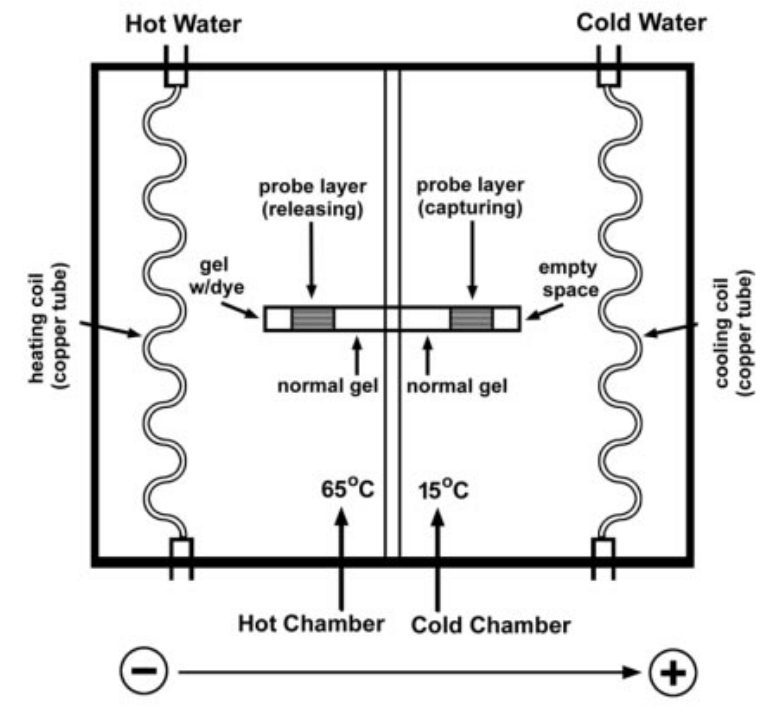 Hot Water
Cold Water
probe layer
(releasing)
probe layer
(capturing)
gel
w/dye
empty
space
heating coil
(copper tube)
cooling coil
(copper tube)
normal gel
normal gel
65°C
15°C
Hot Chamber
Cold Chamber
−
+